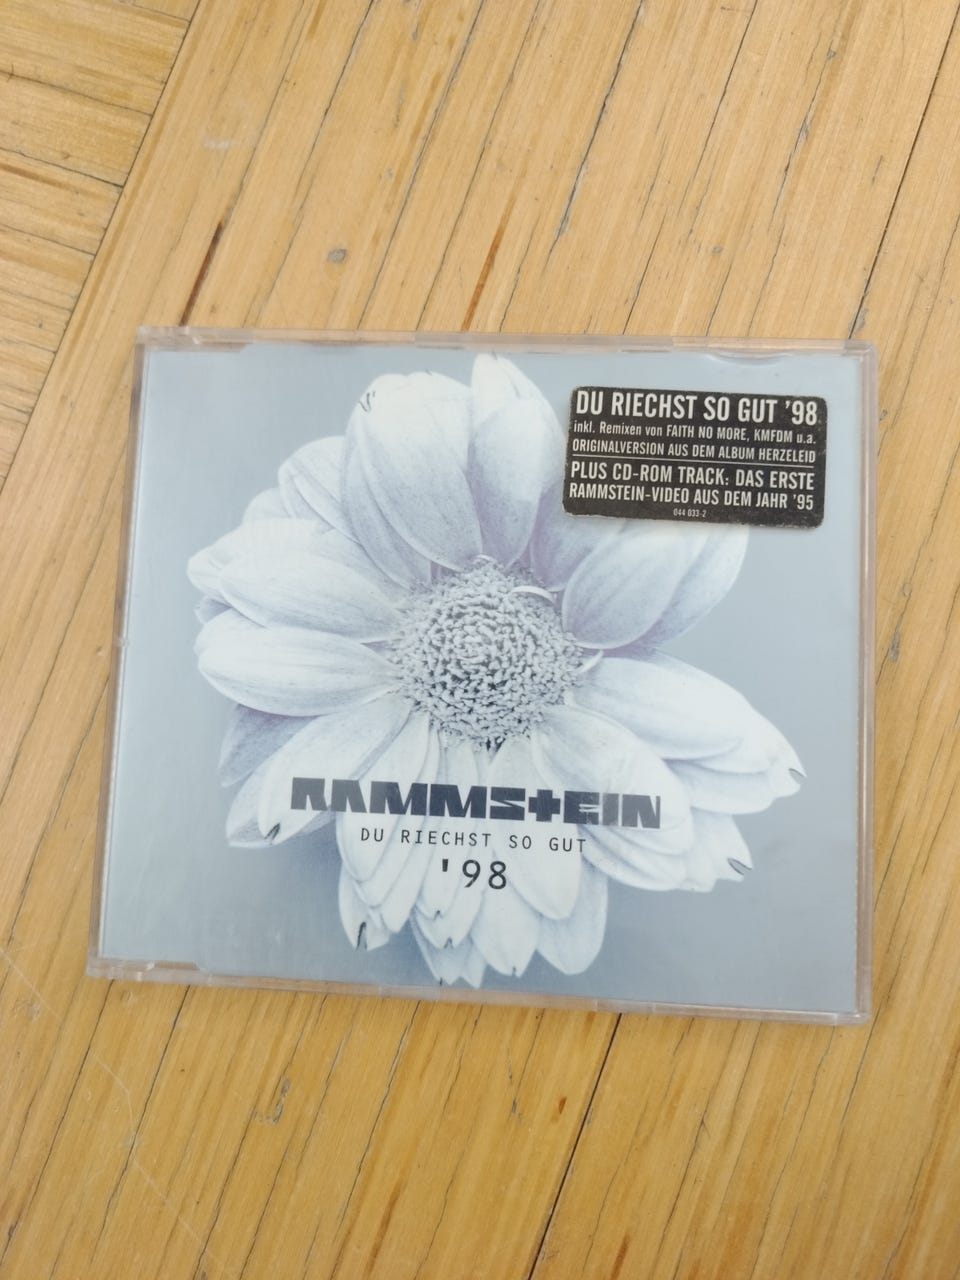 DU RIECHST SO GUT '98
inkl. Remixen von FAITH NO MORE, KMFDM u.a.
ORIGINALVERSION AUS DEM ALBUM HERZELEID
PLUS CD-ROM TRACK: DAS ERSTE
RAMMSTEIN-VIDEO AUS DEM JAHR '95
044 033-2
RAMMSTEIN
DU RIECHST SO GUT
'98